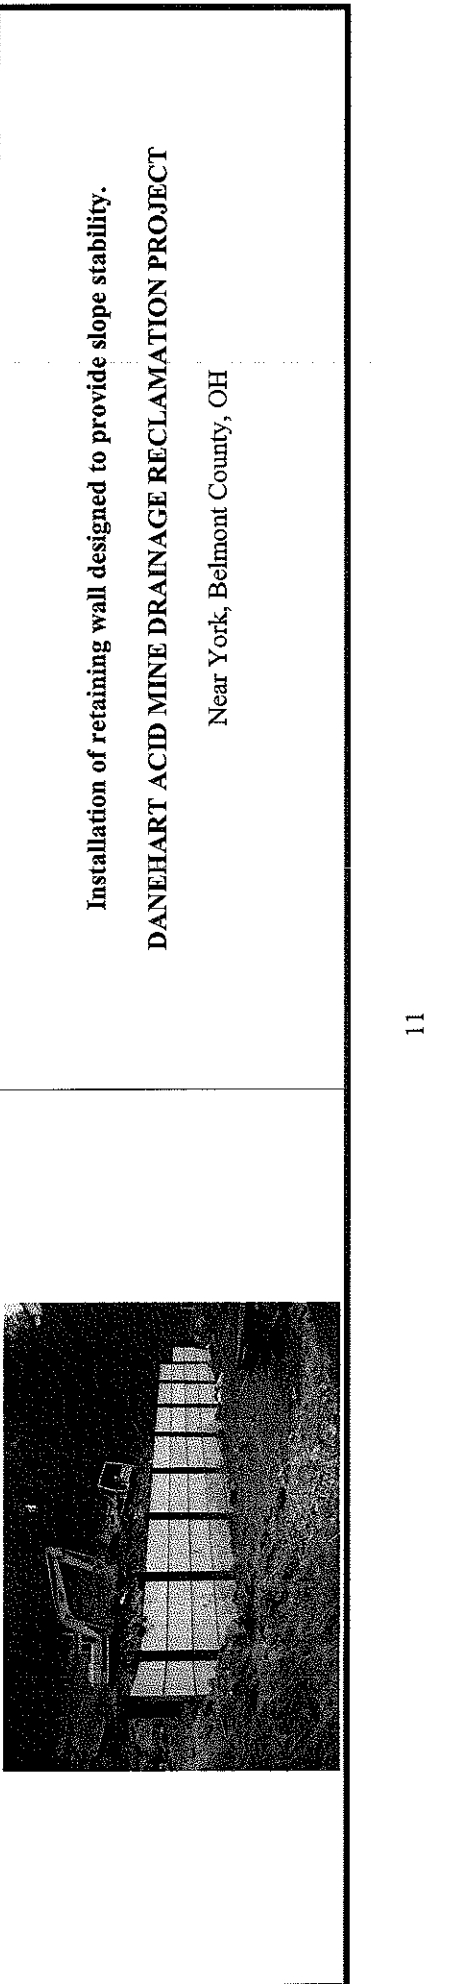 Installation of retaining wall designed to provide slope stability.
DANEHART ACID MINE DRAINAGE RECLAMATION PROJECT
Near York, Belmont County, OH
11